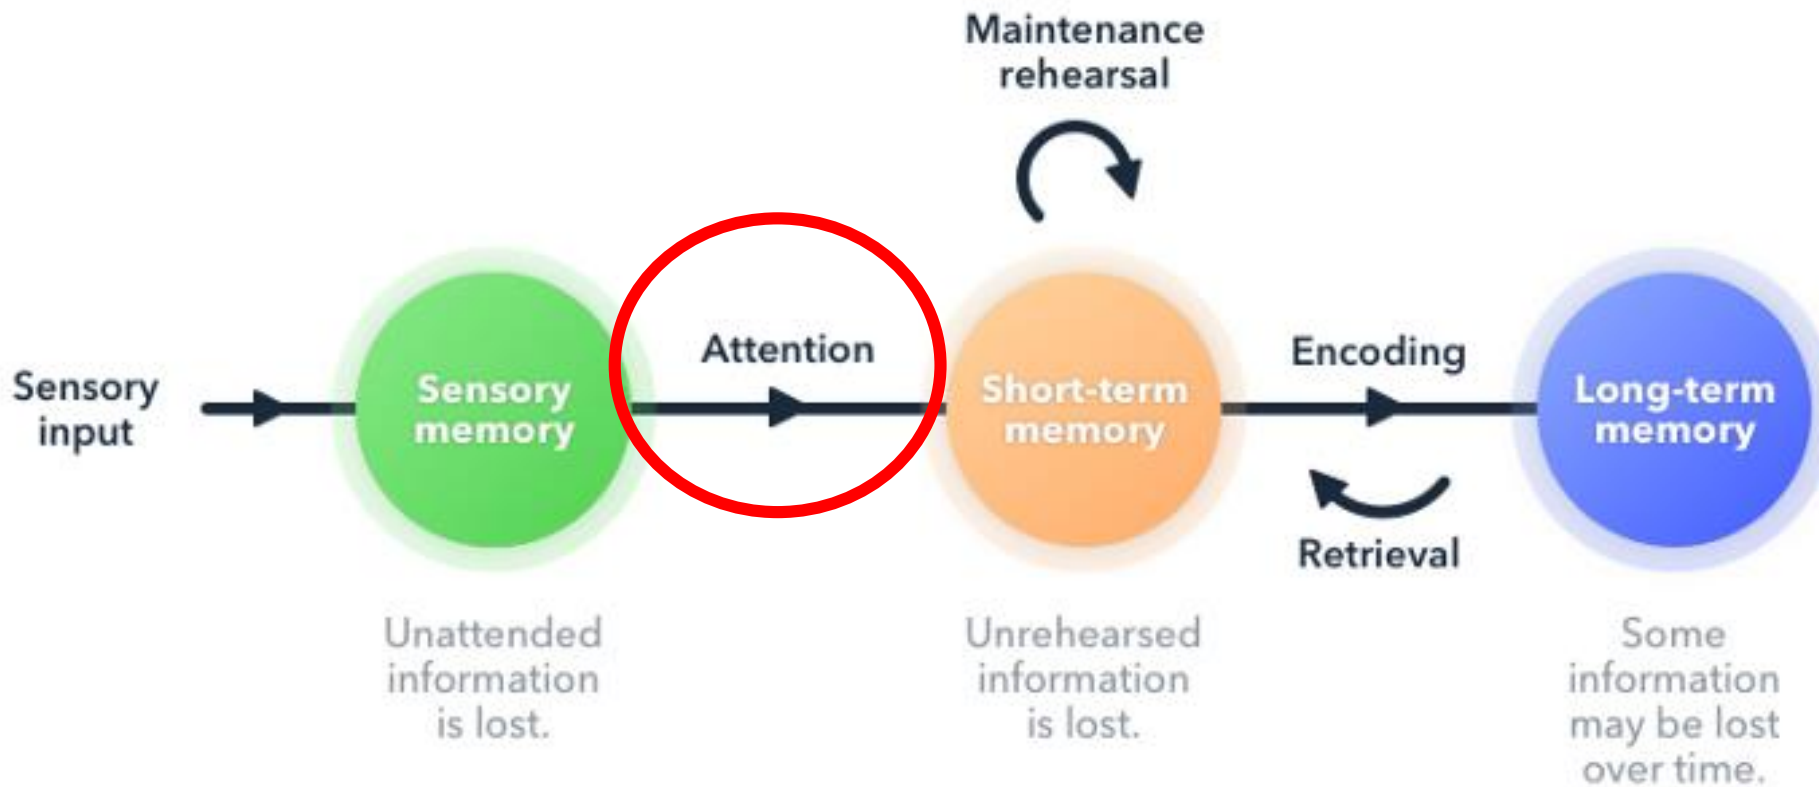 Maintenance
rehearsal
Sensory
input
Sensory
memory
Attention
Short-term
memory
Encoding
Retrieval
Long-term
memory
Unattended
information
is lost.
Unrehearsed
information
is lost.
Some
information
may be lost
over time.